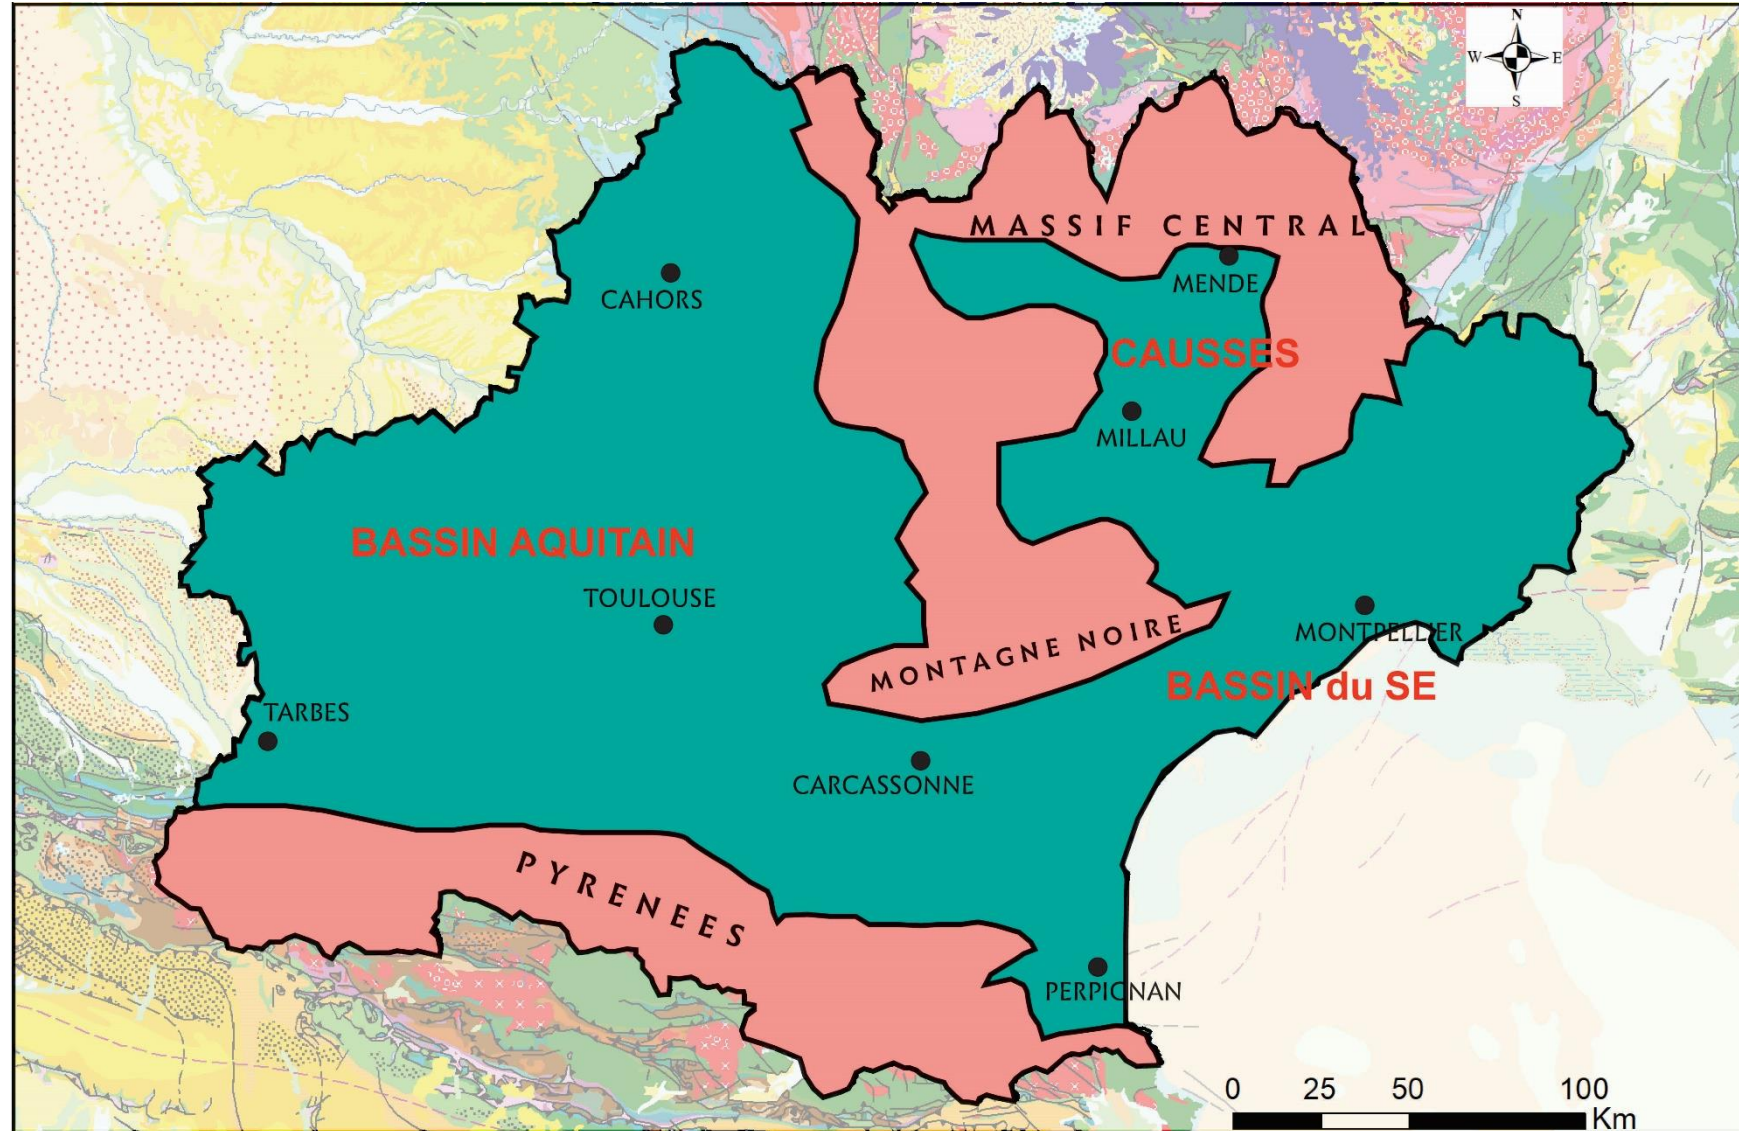 N
W E
S
MASSIF CENTRAL
MENDE
CAHORS
CAUSSES
MILLAU
BASSIN AQUITAIN
TOULOUSE
MONTPELLIER
MONTAGNE NOIRE
BASSIN du SE
TARBES
CARCASSONNE
PYRENEES
PERPIGNAN
0 25 50 100
Km